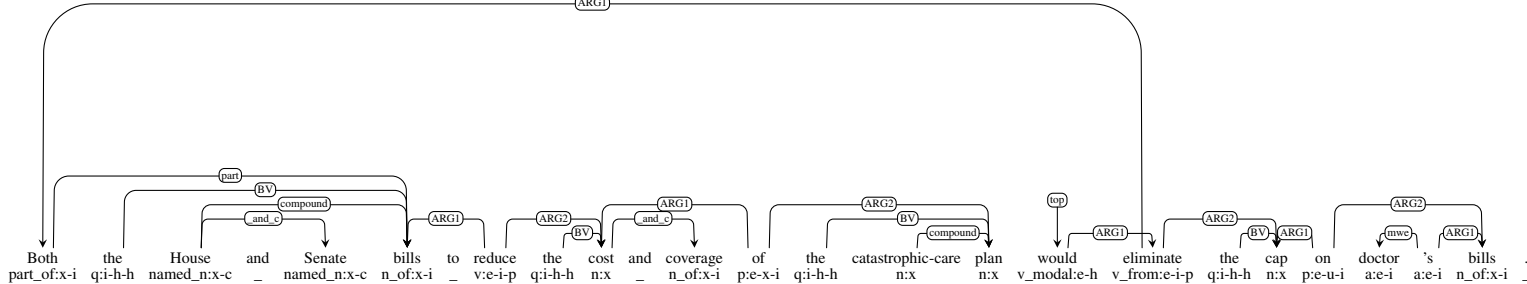 ARG1
part
BV
compound
top
_and_c ARG1 ARG2 ARG1 _and_c ARG2 BV ARG2
BV compound ARG1 BV ARG1 mwe ARG1
Both the House and Senate bills to reduce the cost and coverage of the catastrophic-care plan would eliminate the cap on doctor 's bills .
part_of:x-i q:i-h-h named_n:x-c _ named_n:x-c n_of:x-i _ v:e-i-p q:i-h-h n:x _ n_of:x-i p:e-x-i q:i-h-h n:x n:x v_modal:e-h v_from:e-i-p q:i-h-h n:x p:e-u-i a:e-i a:e-i n_of:x-i _